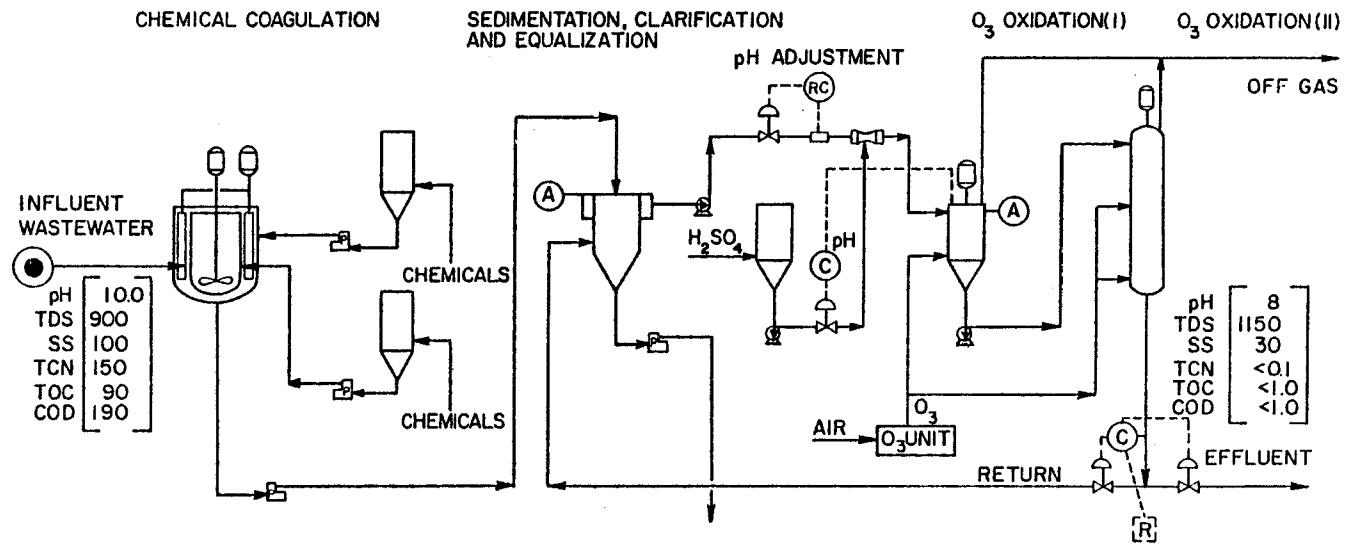 CHEMICAL COAGULATION
SEDIMENTATION, CLARIFICATION
AND EQUALIZATION
O3 OXIDATION(I)
O3 OXIDATION(II)
pH ADJUSTMENT
RC
OFF GAS
A
INFLUENT
WASTEWATER
pH 10.0
TDS 900
SS 100
TCN 150
TOC 90
COD 190
P
CHEMICALS
P
CHEMICALS
P
P
H2SO4
pH
C
A
AIR
O3
O3 UNIT
pH 8
TDS 1150
SS 30
TCN <0.1
TOC <1.0
COD <1.0
C
RETURN
EFFLUENT
[R]